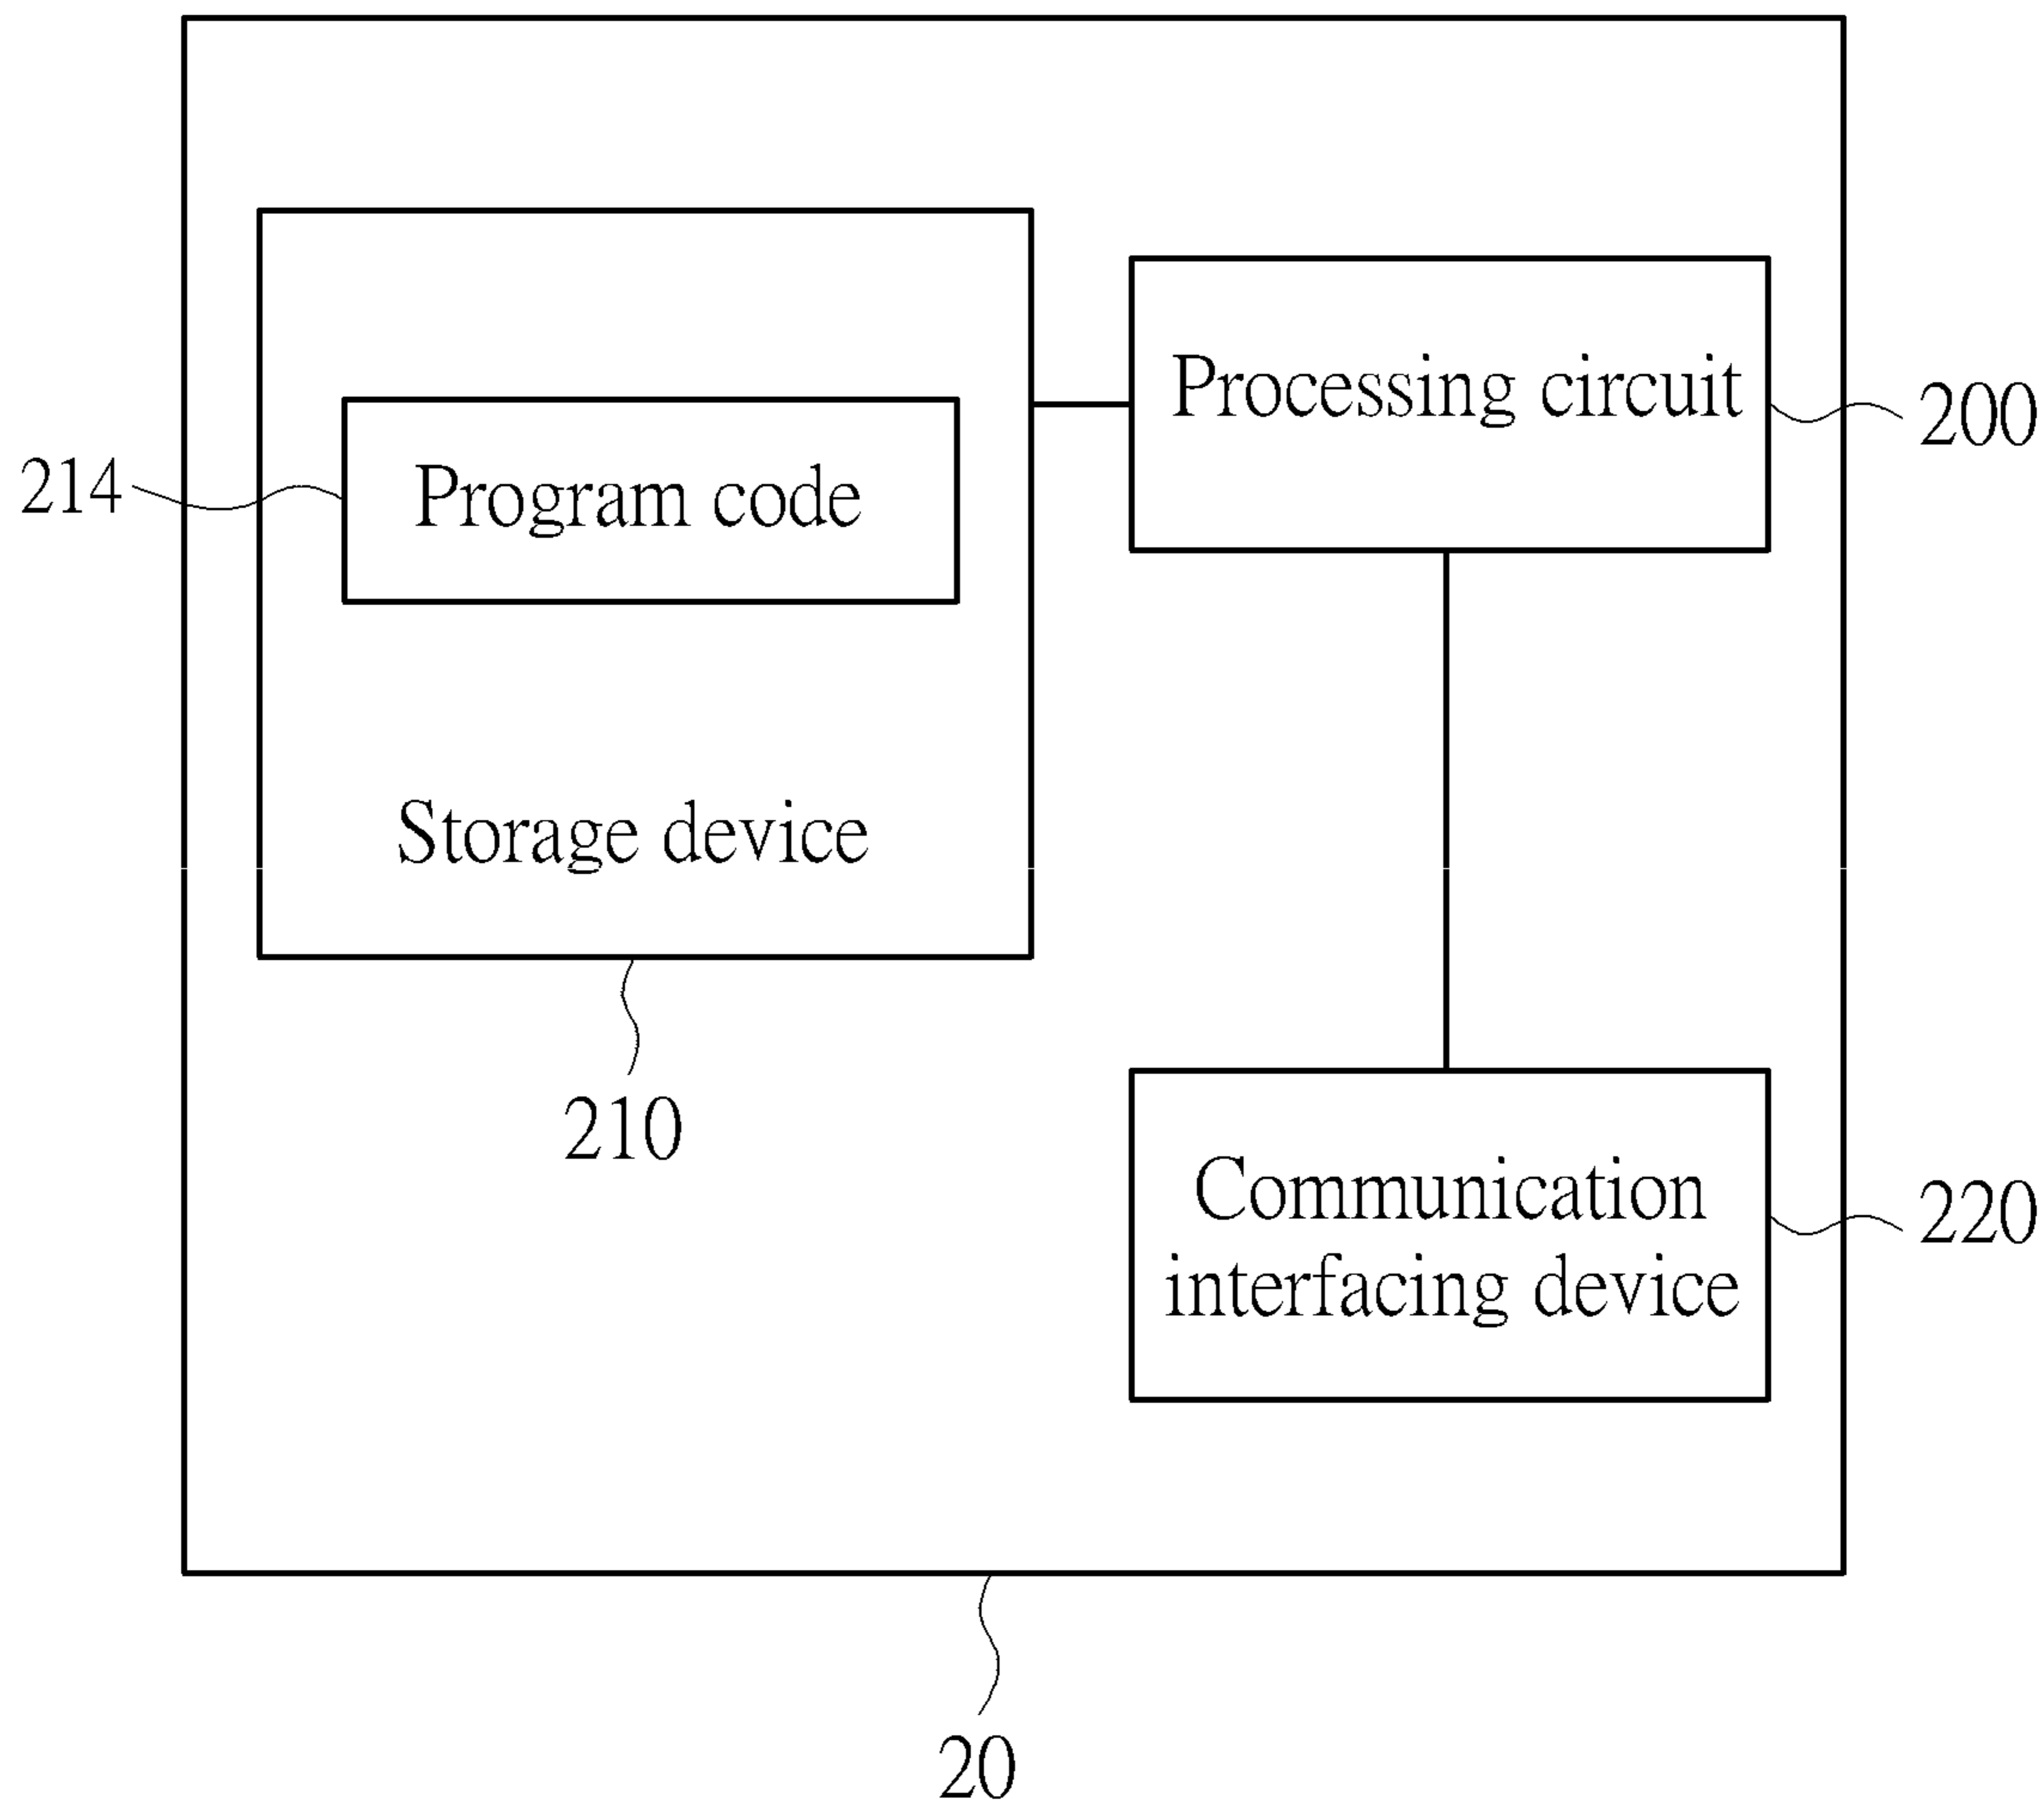 Processing circuit
200
214
Program code
Storage device
210
Communication
interfacing device
220
20